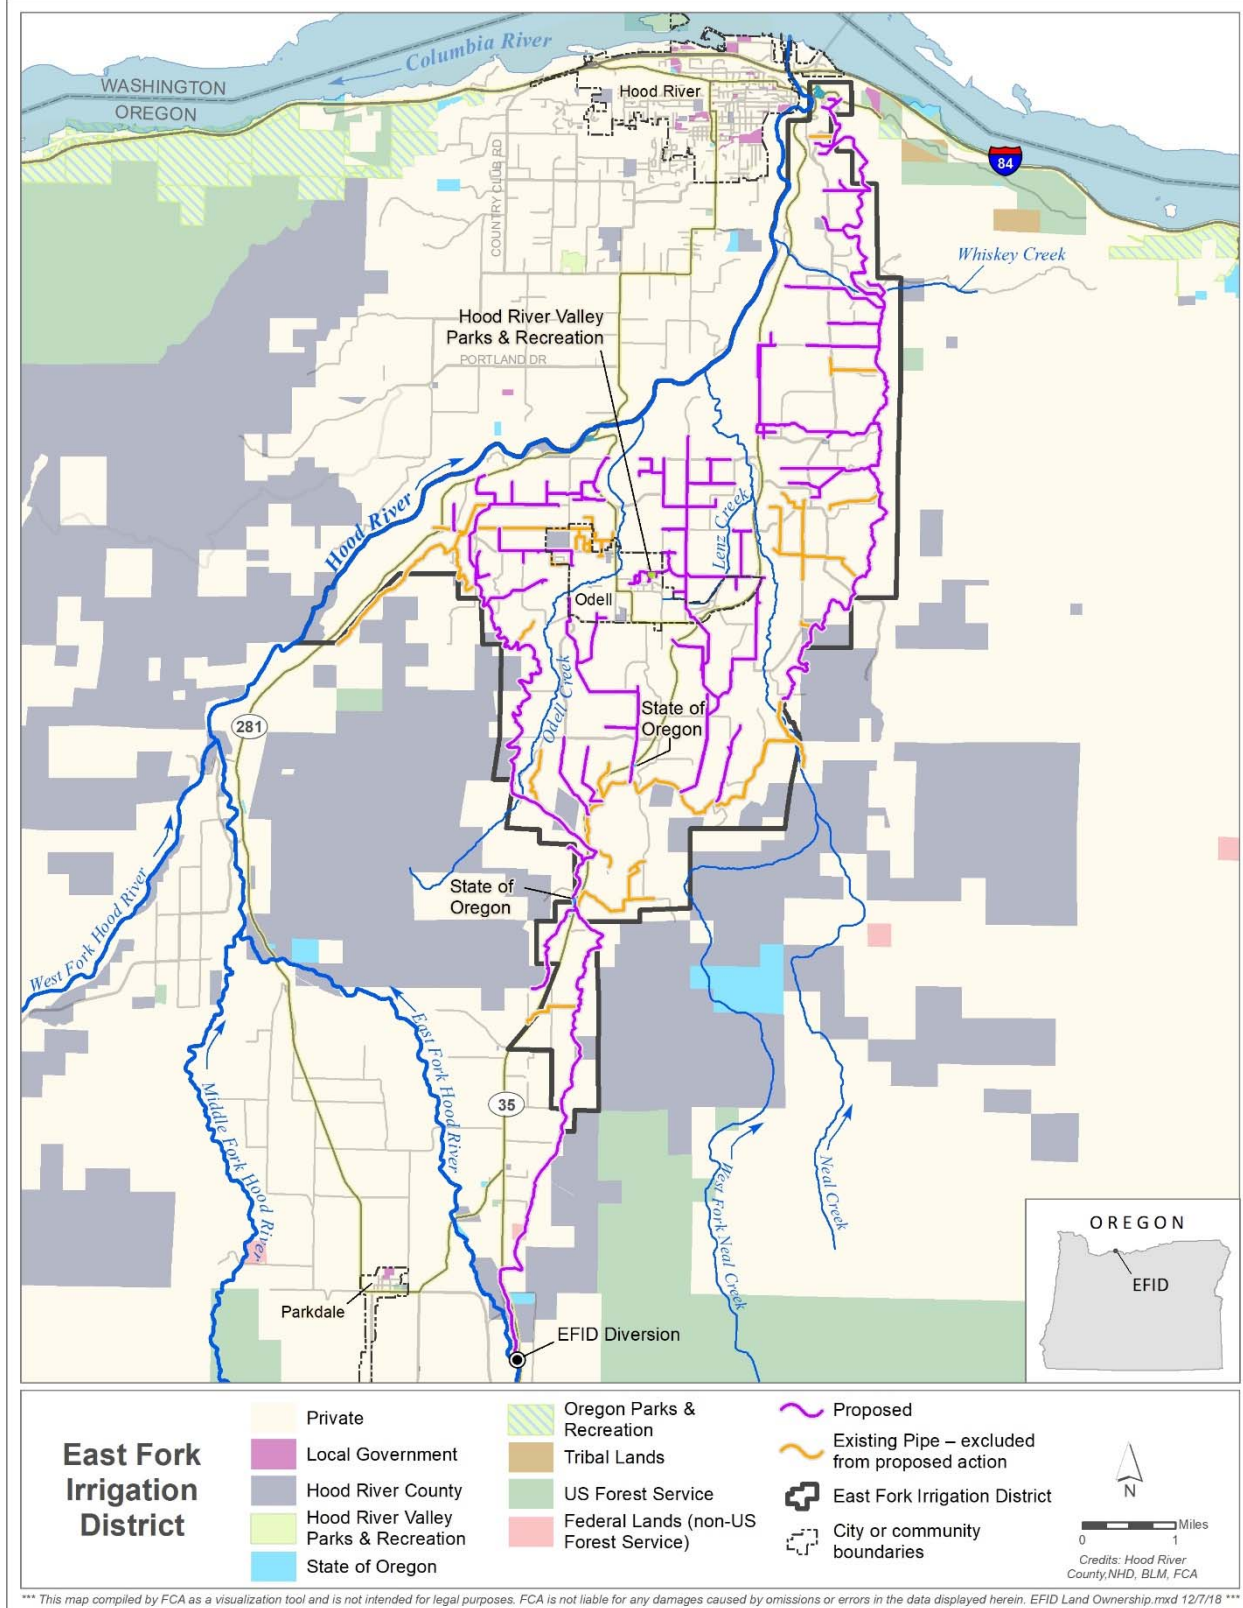 Columbia River
WASHINGTON
OREGON
Hood River
84
COUNTRY CLUB RD
Whiskey Creek
Hood River Valley
Parks & Recreation
PORTLAND DR
Hood River
Lenz Creek
Odell
Odell Creek
State of
Oregon
281
State of
Oregon
West Fork Hood River
East Fork Hood River
Middle Fork Hood River
35
West Fork Neal Creek
Neal Creek
Parkdale
EFID Diversion
OREGON
EFID
East Fork
Irrigation
District
Private
Local Government
Hood River County
Hood River Valley
Parks & Recreation
State of Oregon
Oregon Parks &
Recreation
Tribal Lands
US Forest Service
Federal Lands (non-US
Forest Service)
Proposed
Existing Pipe – excluded
from proposed action
East Fork Irrigation District
City or community
boundaries
N
Miles
0 1
Credits: Hood River
County,NHD, BLM, FCA
*** This map compiled by FCA as a visualization tool and is not intended for legal purposes. FCA is not liable for any damages caused by omissions or errors in the data displayed herein. EFID Land Ownership.mxd 12/7/18 ***